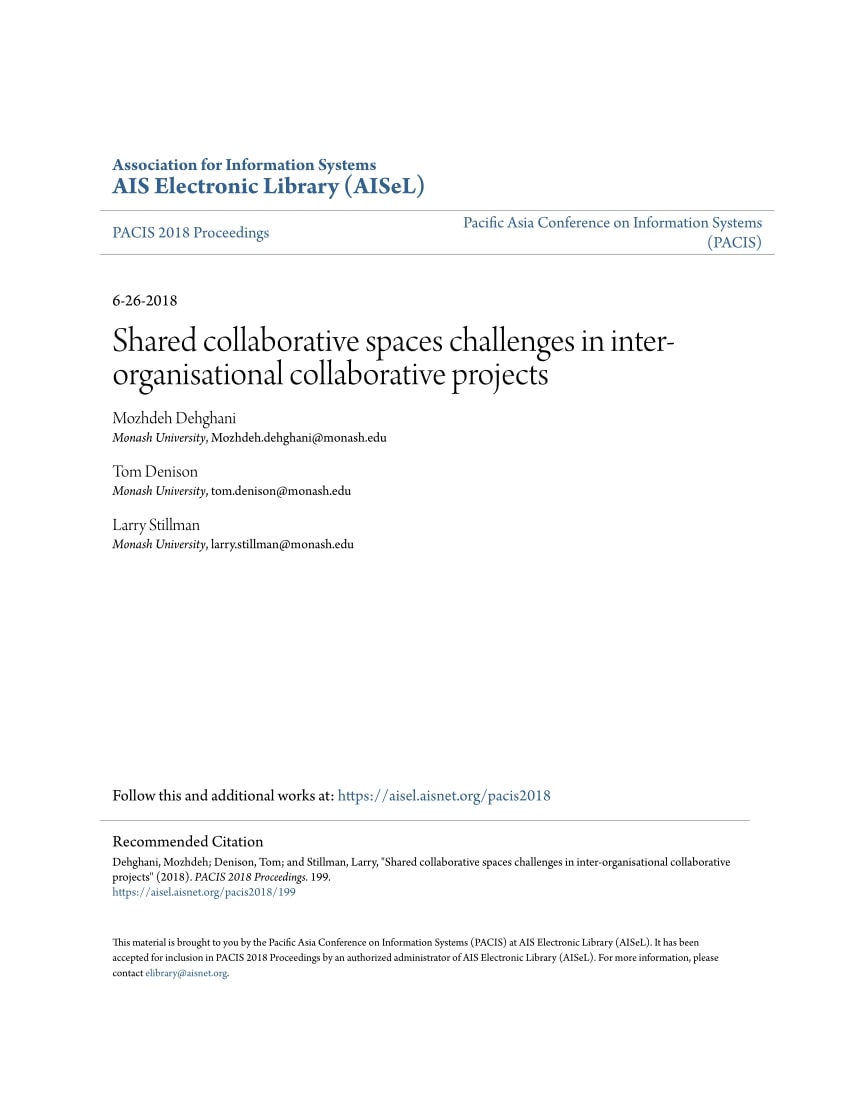 Association for Information Systems
AIS Electronic Library (AISeL)
PACIS 2018 Proceedings
Pacific Asia Conference on Information Systems
(PACIS)
6-26-2018
Shared collaborative spaces challenges in inter-
organisational collaborative projects
Mozhdeh Dehghani
Monash University, Mozhdeh.dehghani@monash.edu
Tom Denison
Monash University, tom.denison@monash.edu
Larry Stillman
Monash University, larry.stillman@monash.edu
Follow this and additional works at: https://aisel.aisnet.org/pacis2018
Recommended Citation
Dehghani, Mozhdeh; Denison, Tom; and Stillman, Larry, "Shared collaborative spaces challenges in inter-organisational collaborative
projects" (2018). PACIS 2018 Proceedings. 199.
https://aisel.aisnet.org/pacis2018/199
This material is brought to you by the Pacific Asia Conference on Information Systems (PACIS) at AIS Electronic Library (AISeL). It has been
accepted for inclusion in PACIS 2018 Proceedings by an authorized administrator of AIS Electronic Library (AISeL). For more information, please
contact elibrary@aisnet.org.